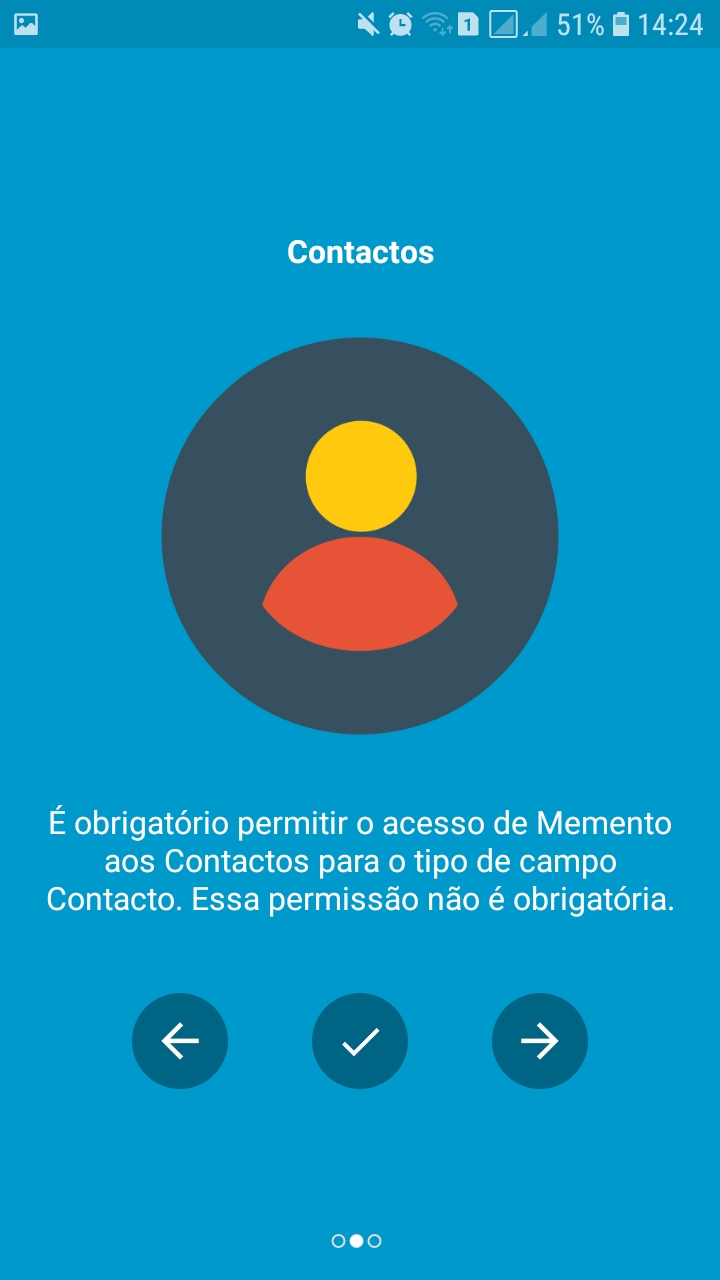 1 51% 14:24
Contactos
É obrigatório permitir o acesso de Memento
aos Contactos para o tipo de campo
Contacto. Essa permissão não é obrigatória.